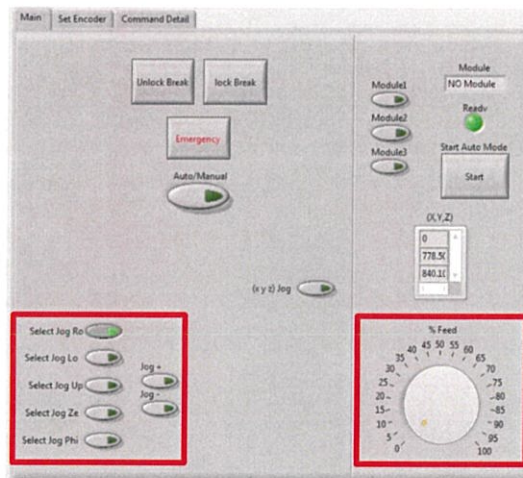 Main
Set Encoder
Command Detail
Unlock Break
lock Break
Emergency
Auto/Manual
(x y z) Jog
Select Jog Ro
Select Jog Lo
Select Jog Up
Select Jog Ze
Select Jog Phi
Jog +
Jog -
Module1
Module2
Module3
Module
NO Module
Ready
Start Auto Mode
Start
(X,Y,Z)
0
778.50
840.10
% Feed
0
5
10
15
20
25
30
35
40
45
50
55
60
65
70
75
80
85
90
95
100